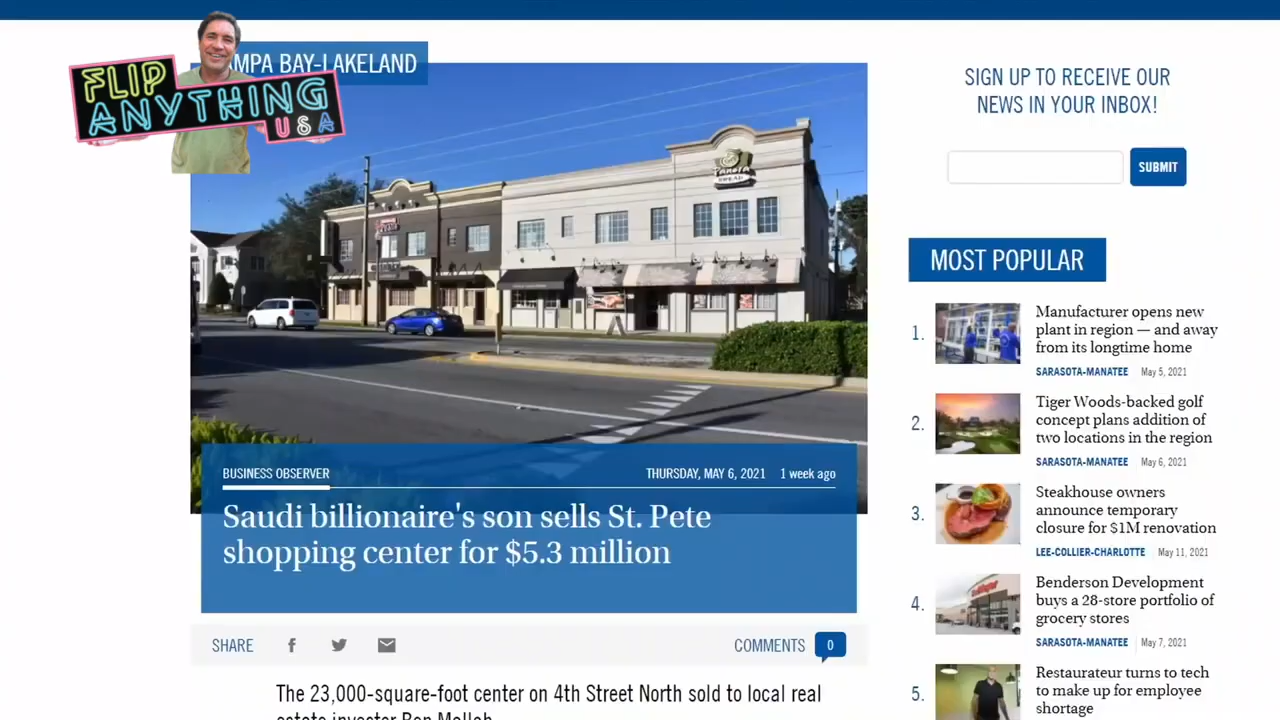 FLIP
ANYTHING
USA
MPA BAY-LAKELAND
Panera
BREAD
BUSINESS OBSERVER
THURSDAY, MAY 6, 2021 1 week ago
Saudi billionaire's son sells St. Pete
shopping center for $5.3 million
SHARE
COMMENTS 0
The 23,000-square-foot center on 4th Street North sold to local real
estate investor Ben Mallah
SIGN UP TO RECEIVE OUR
NEWS IN YOUR INBOX!
SUBMIT
MOST POPULAR
1.
Manufacturer opens new
plant in region — and away
from its longtime home
SARASOTA-MANATEE May 5, 2021
2.
Tiger Woods-backed golf
concept plans addition of
two locations in the region
SARASOTA-MANATEE May 6, 2021
3.
Steakhouse owners
announce temporary
closure for $1M renovation
LEE-COLLIER-CHARLOTTE May 11, 2021
4.
Benderson Development
buys a 28-store portfolio of
grocery stores
SARASOTA-MANATEE May 7, 2021
5.
Restaurateur turns to tech
to make up for employee
shortage